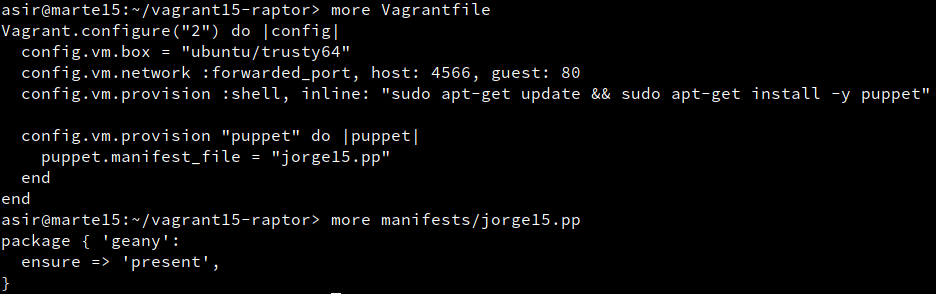 asir@marte15:~/vagrant15-raptor> more Vagrantfile
Vagrant.configure("2") do |config|
  config.vm.box = "ubuntu/trusty64"
  config.vm.network :forwarded_port, host: 4566, guest: 80
  config.vm.provision :shell, inline: "sudo apt-get update && sudo apt-get install -y puppet"

  config.vm.provision "puppet" do |puppet|
    puppet.manifest_file = "jorge15.pp"
  end
end
asir@marte15:~/vagrant15-raptor> more manifests/jorge15.pp
package { 'geany':
  ensure => 'present',
}